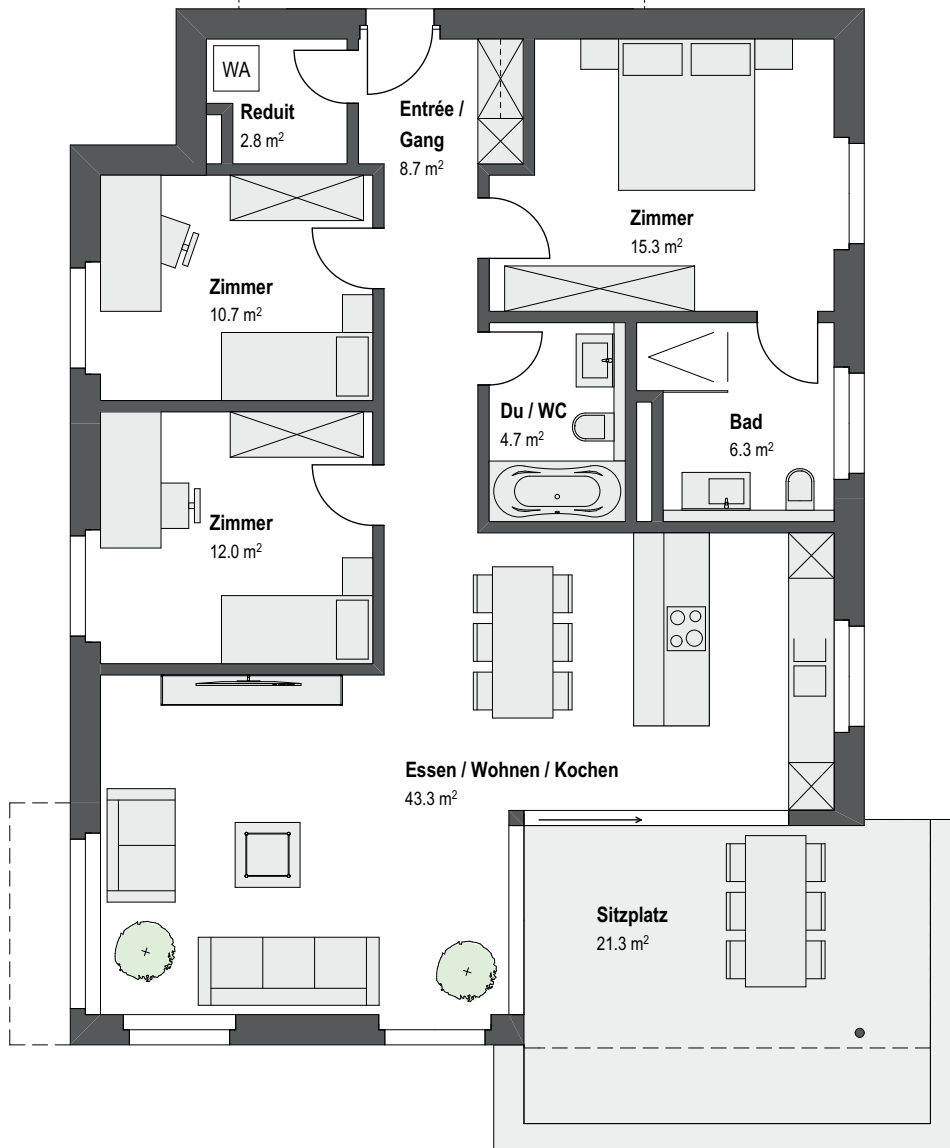 WA
Reduit
2.8 m²
Entrée /
Gang
8.7 m²
Zimmer
15.3 m²
Zimmer
10.7 m²
Du / WC
4.7 m²
Bad
6.3 m²
Zimmer
12.0 m²
Essen / Wohnen / Kochen
43.3 m²
Sitzplatz
21.3 m²